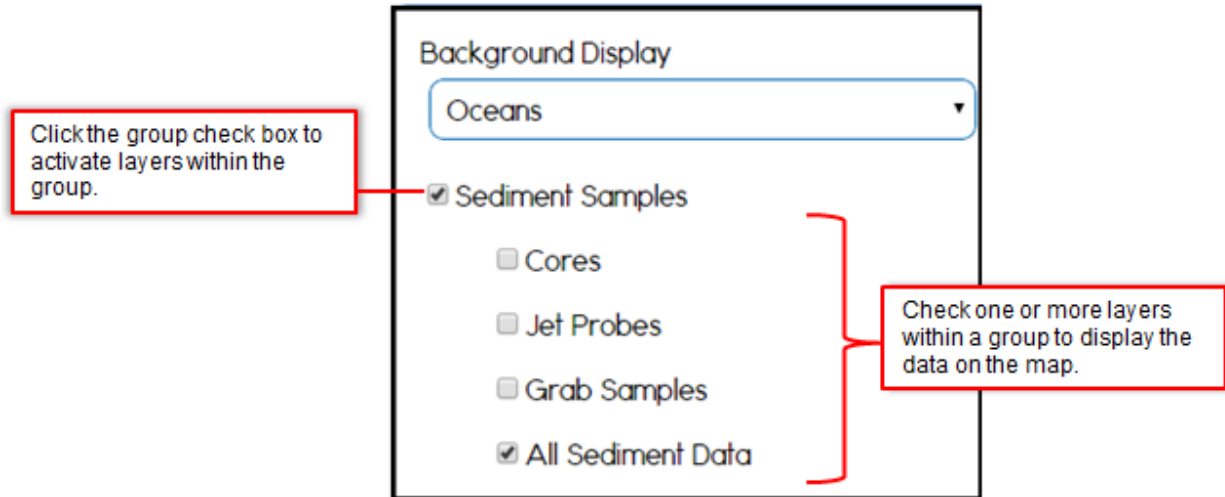 Background Display
Oceans
Click the group check box to
activate layers within the
group.
Sediment Samples
Cores
Jet Probes
Grab Samples
All Sediment Data
Check one or more layers
within a group to display the
data on the map.